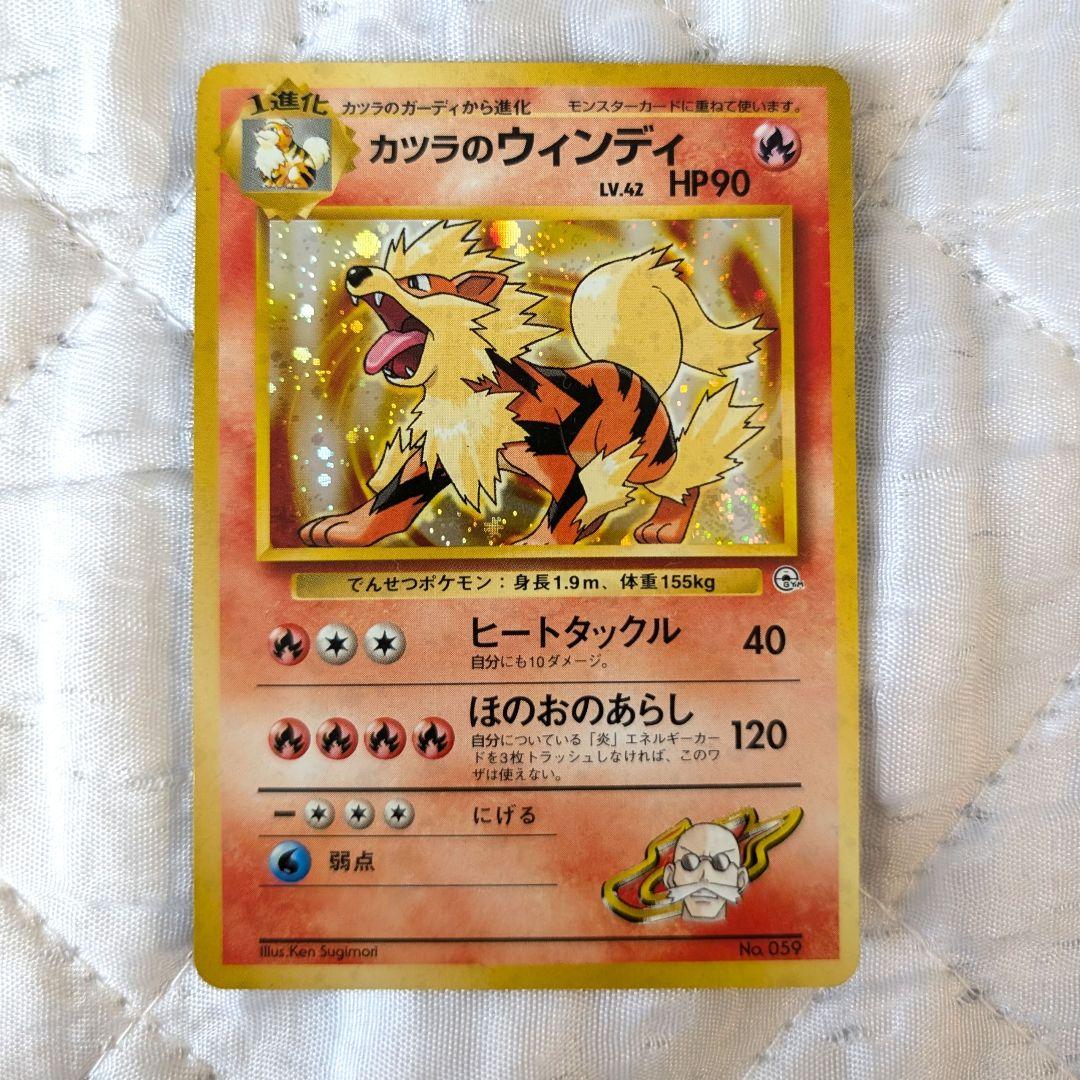 1進化 カツラのガーディから進化 モンスターカードに重ねて使います。
カツラのウィンディ
LV.42 HP90
でんせつポケモン：身長1.9m、体重155kg
GYM
ヒートタックル 40
自分にも10ダメージ。
ほのおのあらし 120
自分についている「炎」エネルギーカー
ドを3枚トラッシュしなければ、このワ
ザは使えない。
ー にげる
弱点
Illus.Ken Sugimori No. 059